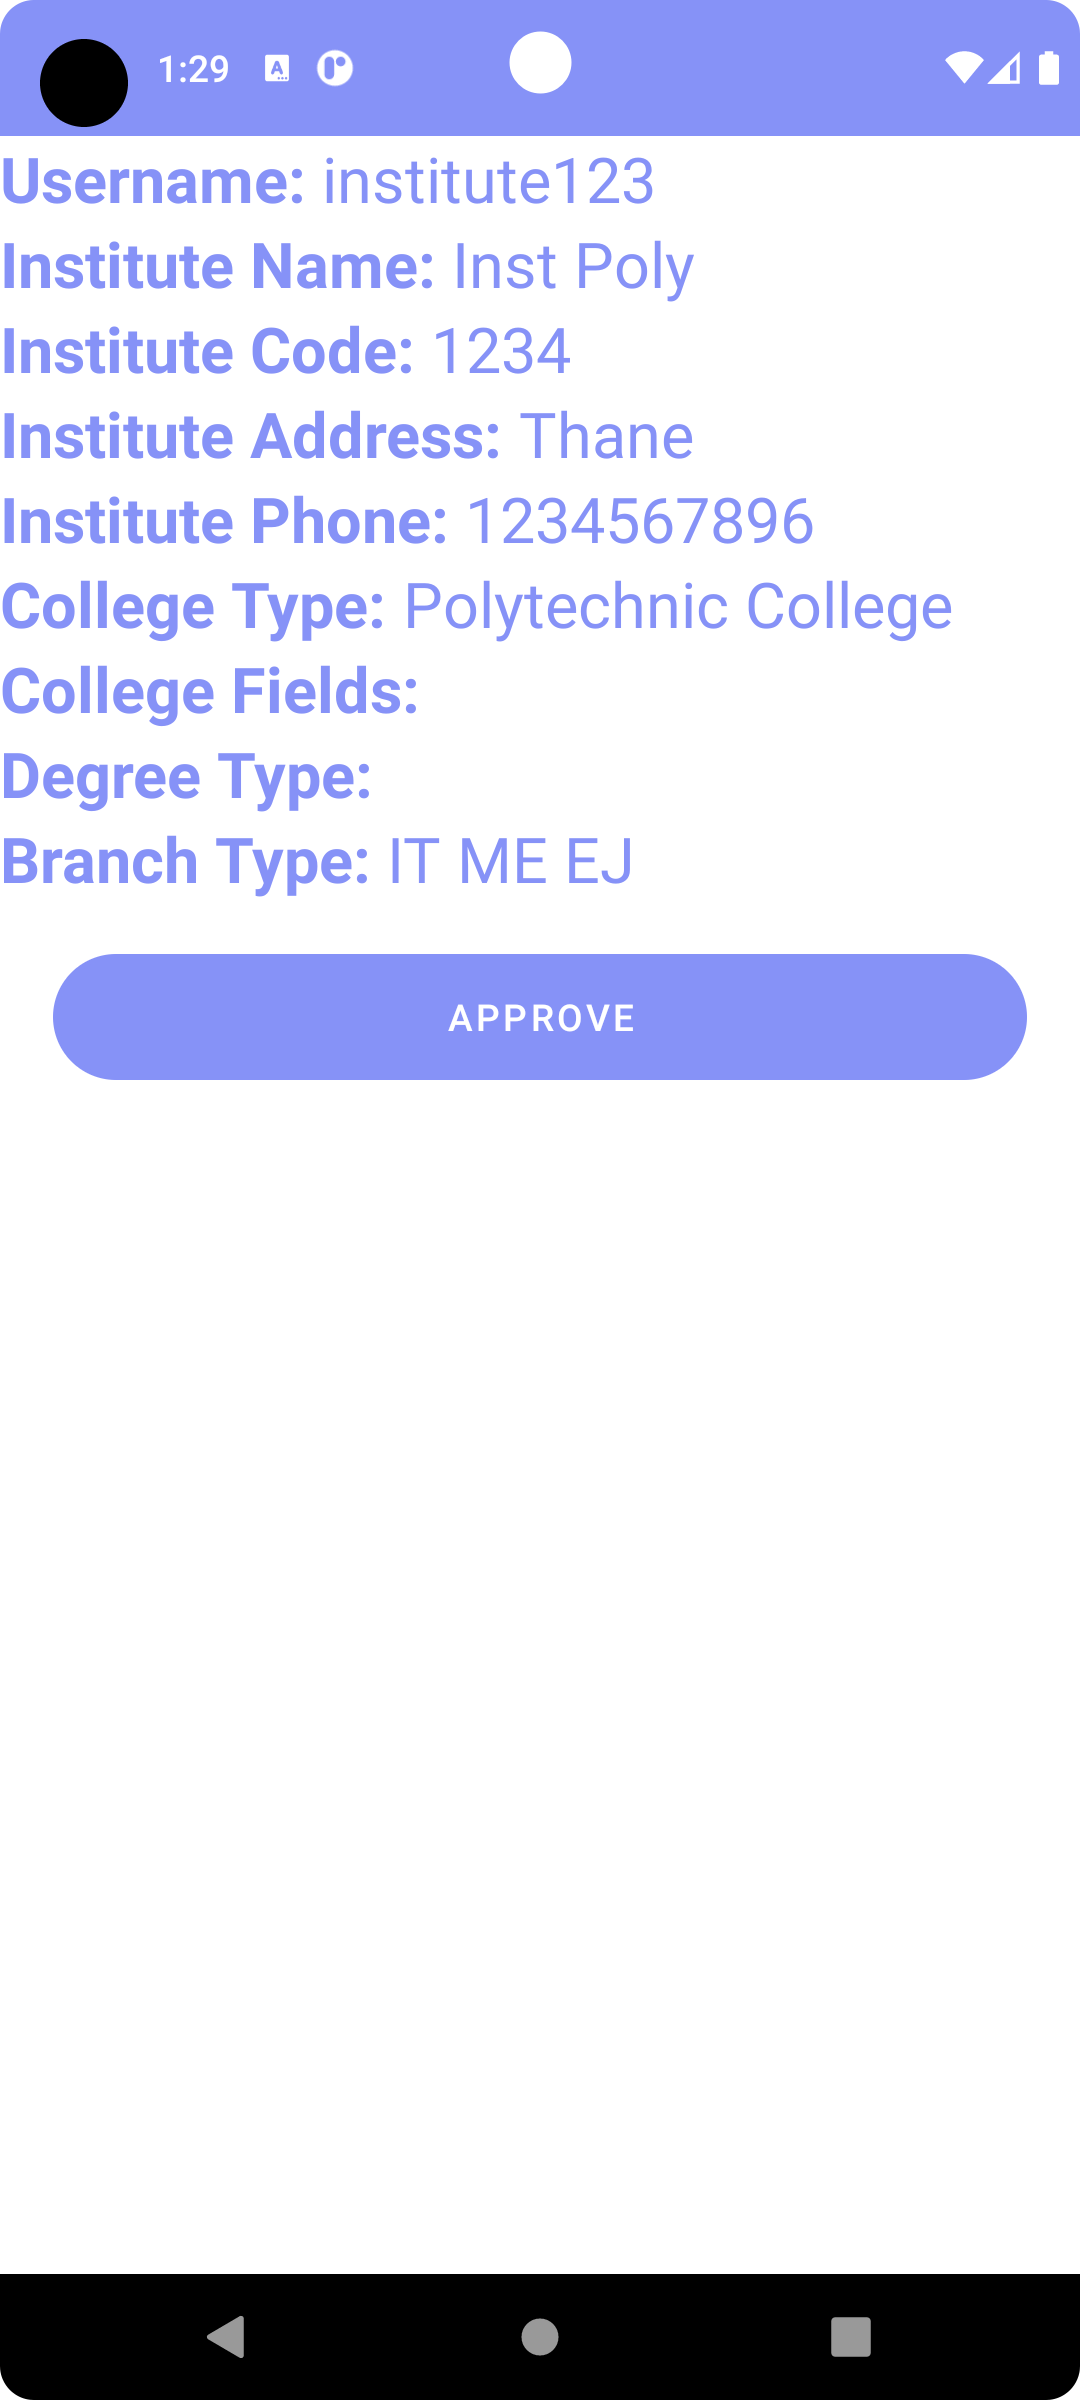 1:29
Username: institute123
Institute Name: Inst Poly
Institute Code: 1234
Institute Address: Thane
Institute Phone: 1234567896
College Type: Polytechnic College
College Fields:
Degree Type:
Branch Type: IT ME EJ
APPROVE